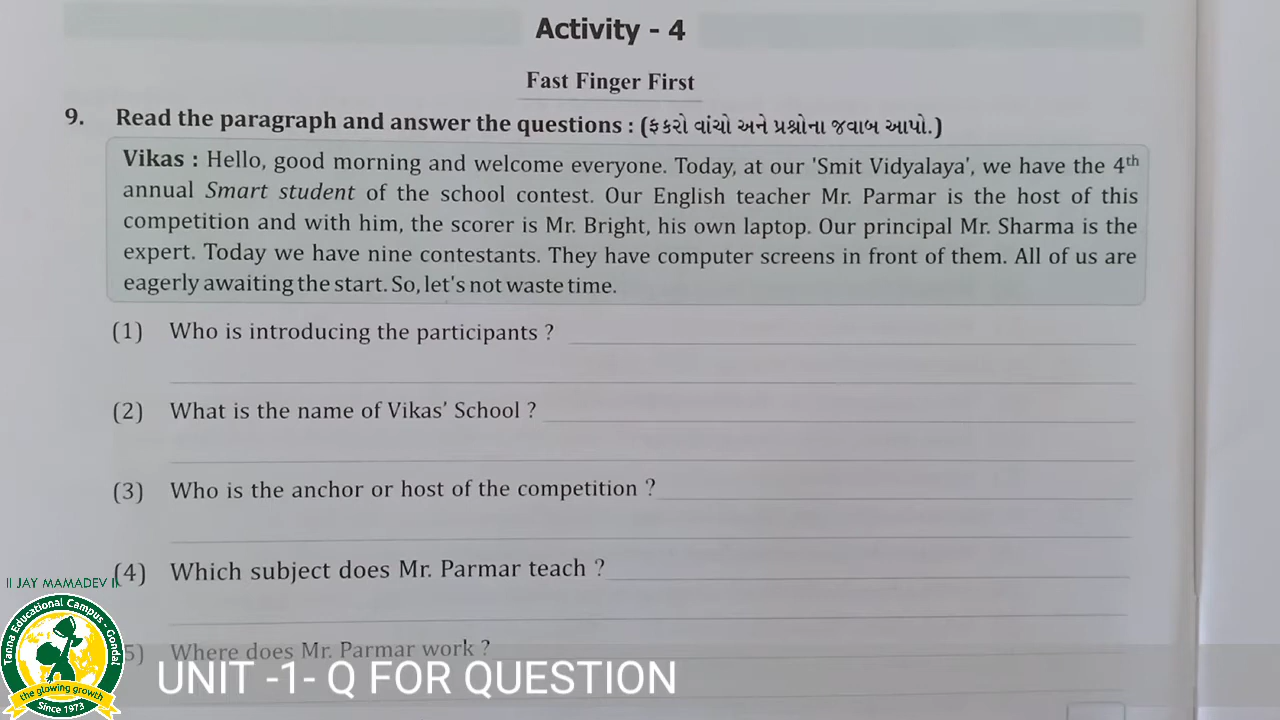 Activity - 4
Fast Finger First
9. Read the paragraph and answer the questions : (ફકરો વાંચો અને પ્રશ્નોના જવાબ આપો.)
Vikas : Hello, good morning and welcome everyone. Today, at our 'Smit Vidyalaya', we have the 4th
annual Smart student of the school contest. Our English teacher Mr. Parmar is the host of this
competition and with him, the scorer is Mr. Bright, his own laptop. Our principal Mr. Sharma is the
expert. Today we have nine contestants. They have computer screens in front of them. All of us are
eagerly awaiting the start. So, let's not waste time.
(1) Who is introducing the participants ?
(2) What is the name of Vikas' School ?
(3) Who is the anchor or host of the competition ?
(4) Which subject does Mr. Parmar teach ?
5) Where does Mr. Parmar work ?
II JAY MAMADEV II
Tanna Educational Campus - Gondal
the glowing growth
Since 1973
UNIT -1- Q FOR QUESTION